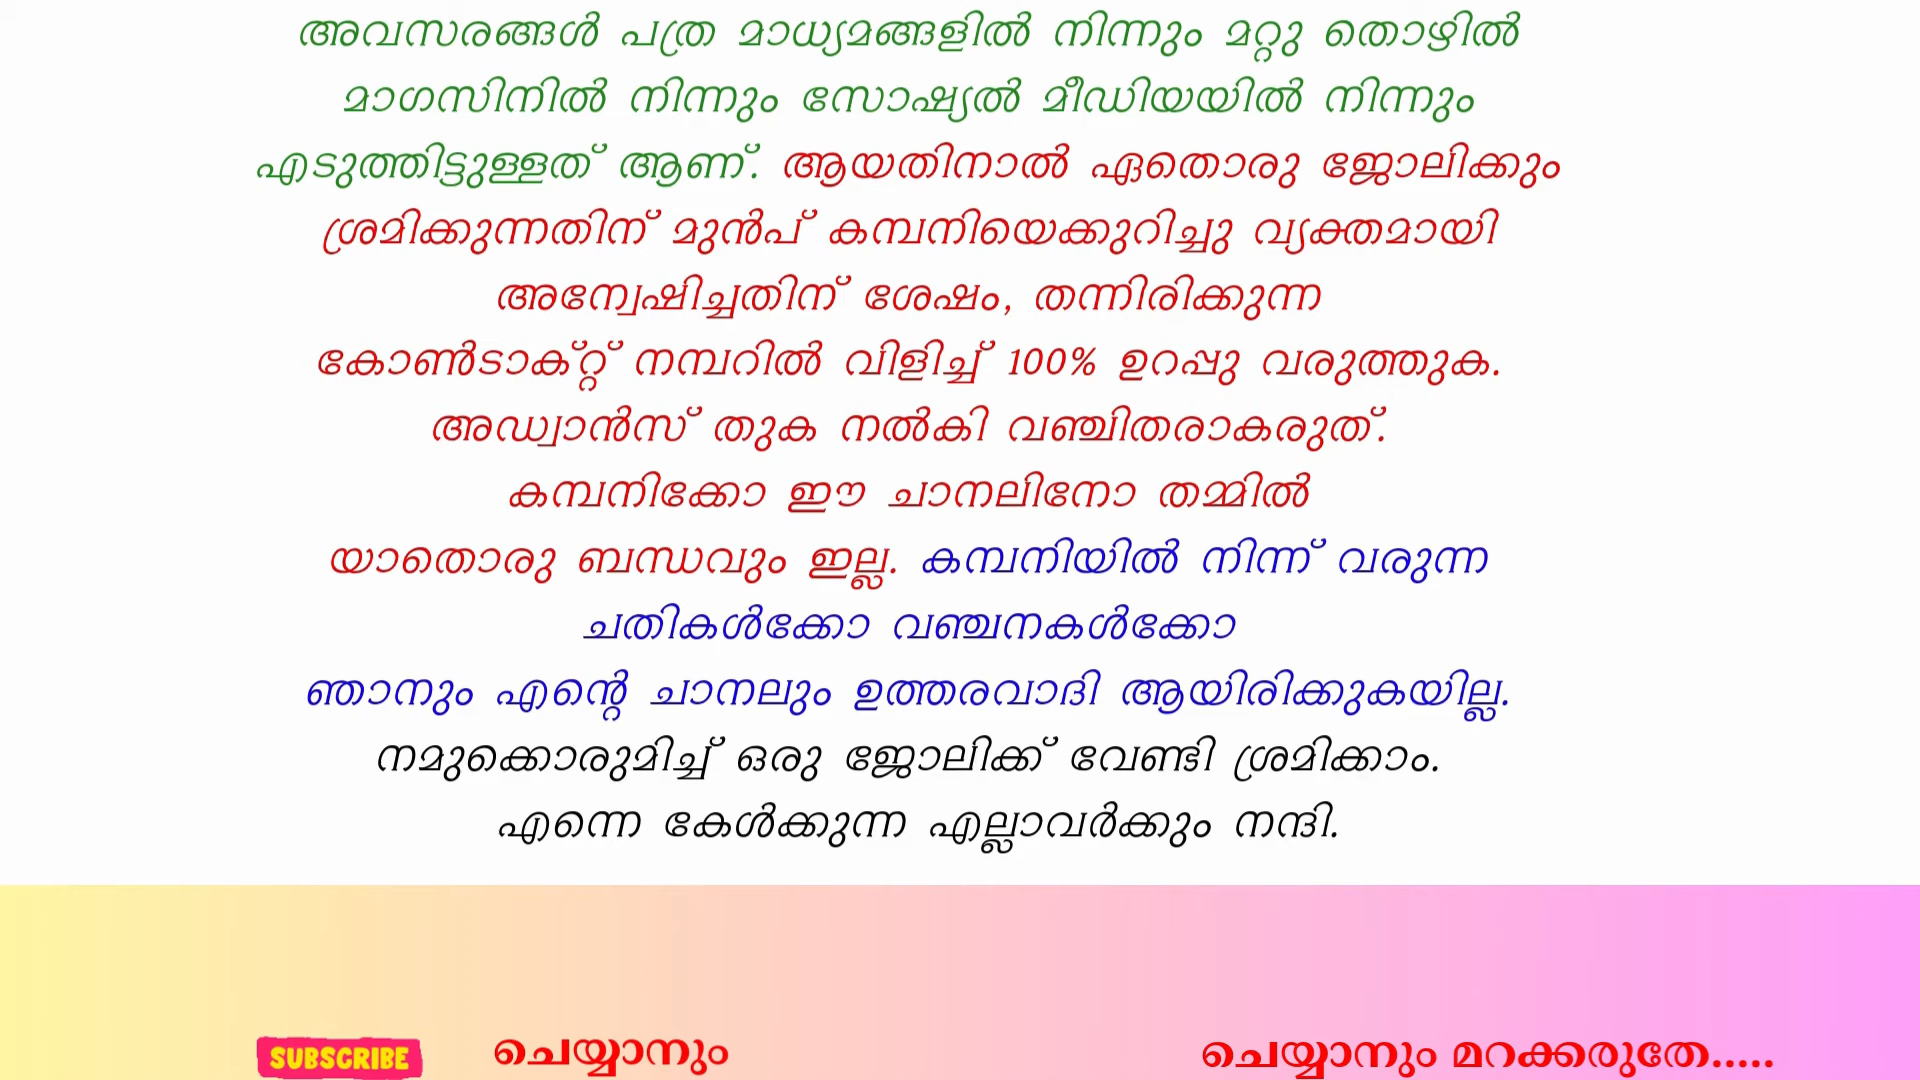 അവസരങ്ങൾ പത്ര മാധ്യമങ്ങളിൽ നിന്നും മറ്റു തൊഴിൽ
മാഗസിനിൽ നിന്നും സോഷ്യൽ മീഡിയയിൽ നിന്നും
എടുത്തിട്ടുള്ളത് ആണ്. ആയതിനാൽ ഏതൊരു ജോലിക്കും
ശ്രമിക്കുന്നതിന് മുൻപ് കമ്പനിയെക്കുറിച്ചു വ്യക്തമായി
അന്വേഷിച്ചതിന് ശേഷം, തന്നിരിക്കുന്ന
കോൺടാക്റ്റ് നമ്പറിൽ വിളിച്ച് 100% ഉറപ്പു വരുത്തുക.
അഡ്വാൻസ് തുക നൽകി വഞ്ചിതരാകരുത്.
കമ്പനിക്കോ ഈ ചാനലിനോ തമ്മിൽ
യാതൊരു ബന്ധവും ഇല്ല. കമ്പനിയിൽ നിന്ന് വരുന്ന
ചതികൾക്കോ വഞ്ചനകൾക്കോ
ഞാനും എന്റെ ചാനലും ഉത്തരവാദി ആയിരിക്കുകയില്ല.
നമുക്കൊരുമിച്ച് ഒരു ജോലിക്ക് വേണ്ടി ശ്രമിക്കാം.
എന്നെ കേൾക്കുന്ന എല്ലാവർക്കും നന്ദി.
SUBSCRIBE ചെയ്യാനും ചെയ്യാനും മറക്കരുതേ.....